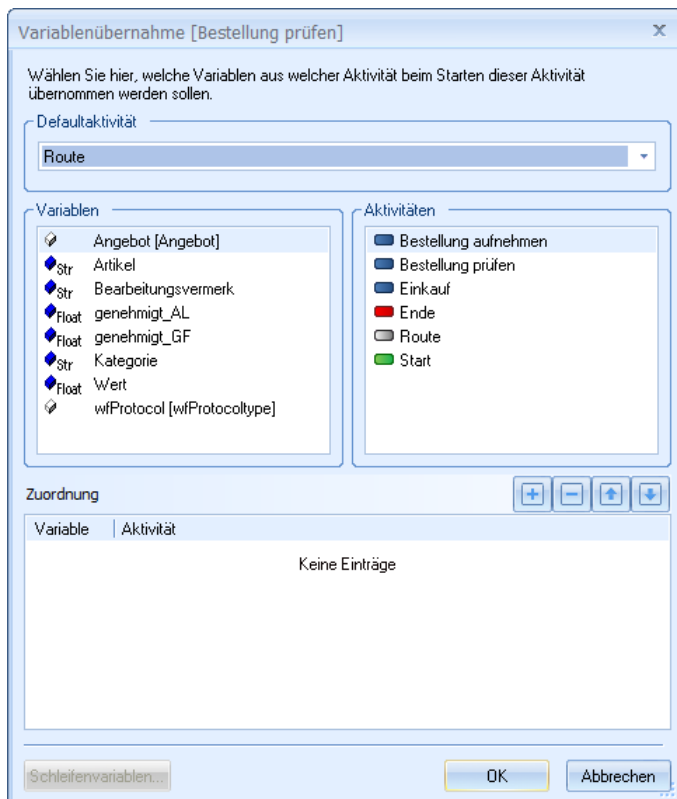 Variablenübernahme [Bestellung prüfen]
Wählen Sie hier, welche Variablen aus welcher Aktivität beim Starten dieser Aktivität
übernommen werden sollen.
Defaultaktivität
Route
Variablen
Angebot [Angebot]
Str Artikel
Str Bearbeitungsvermerk
Float genehmigt_AL
Float genehmigt_GF
Str Kategorie
Float Wert
wfProtocol [wfProtocoltype]
Aktivitäten
Bestellung aufnehmen
Bestellung prüfen
Einkauf
Ende
Route
Start
Zuordnung
Variable Aktivität
Keine Einträge
Schleifenvariablen...
OK
Abbrechen